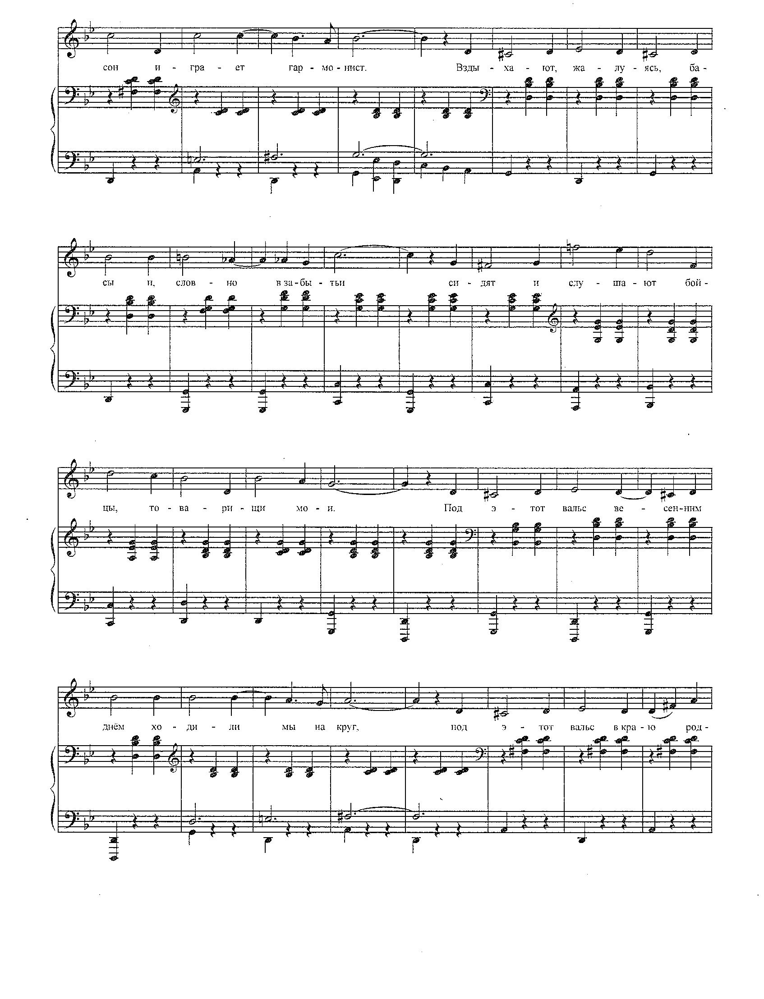 сон и - гра - ет гар - мо - нист. Взды - ха - ют, жа - лу - ясь, ба -
сы и, слов - но в за - бы - тьи си - дят и слу - ша - ют бой -
цы, то - ва - ри - щи мо - и. Под э - тот вальс ве - сен - ним
днём хо - ди - ли мы на круг, под э - тот вальс в кра - ю род -